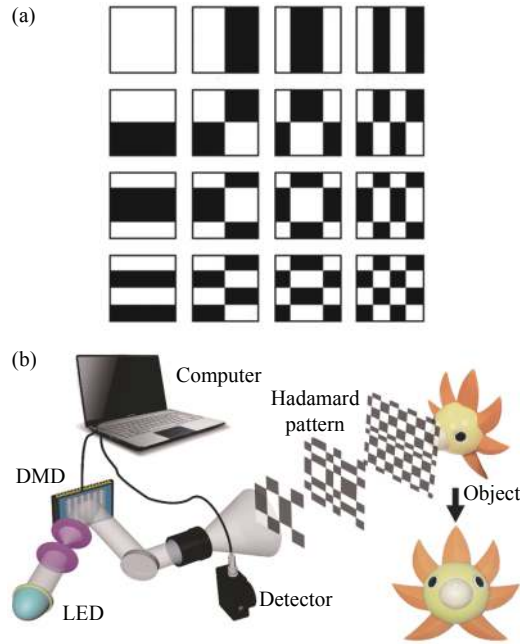 (a)
(b)
Computer
Hadamard
pattern
DMD
Object
LED
Detector